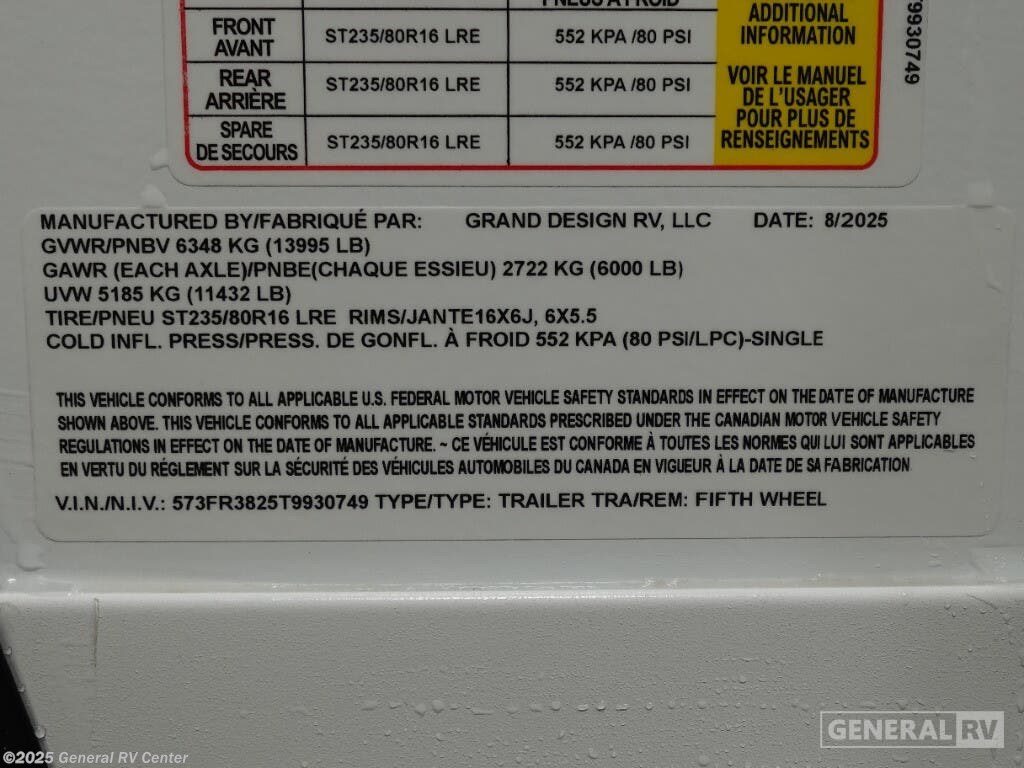 PNEUS À FROID
ADDITIONAL
INFORMATION
FRONT
AVANT
ST235/80R16 LRE
552 KPA /80 PSI
REAR
ARRIÈRE
ST235/80R16 LRE
552 KPA /80 PSI
SPARE
DE SECOURS
ST235/80R16 LRE
552 KPA /80 PSI
VOIR LE MANUEL
DE L'USAGER
POUR PLUS DE
RENSEIGNEMENTS
9930749
MANUFACTURED BY/FABRIQUÉ PAR: GRAND DESIGN RV, LLC DATE: 8/2025
GVWR/PNBV 6348 KG (13995 LB)
GAWR (EACH AXLE)/PNBE(CHAQUE ESSIEU) 2722 KG (6000 LB)
UVW 5185 KG (11432 LB)
TIRE/PNEU ST235/80R16 LRE RIMS/JANTE16X6J, 6X5.5
COLD INFL. PRESS/PRESS. DE GONFL. À FROID 552 KPA (80 PSI/LPC)-SINGLE
THIS VEHICLE CONFORMS TO ALL APPLICABLE U.S. FEDERAL MOTOR VEHICLE SAFETY STANDARDS IN EFFECT ON THE DATE OF MANUFACTURE
SHOWN ABOVE. THIS VEHICLE CONFORMS TO ALL APPLICABLE STANDARDS PRESCRIBED UNDER THE CANADIAN MOTOR VEHICLE SAFETY
REGULATIONS IN EFFECT ON THE DATE OF MANUFACTURE. ~ CE VÉHICULE EST CONFORME À TOUTES LES NORMES QUI LUI SONT APPLICABLES
EN VERTU DU RÉGLEMENT SUR LA SÉCURITÉ DES VÉHICULES AUTOMOBILES DU CANADA EN VIGUEUR À LA DATE DE SA FABRICATION
V.I.N./N.I.V.: 573FR3825T9930749 TYPE/TYPE: TRAILER TRA/REM: FIFTH WHEEL
GENERAL RV
©2025 General RV Center